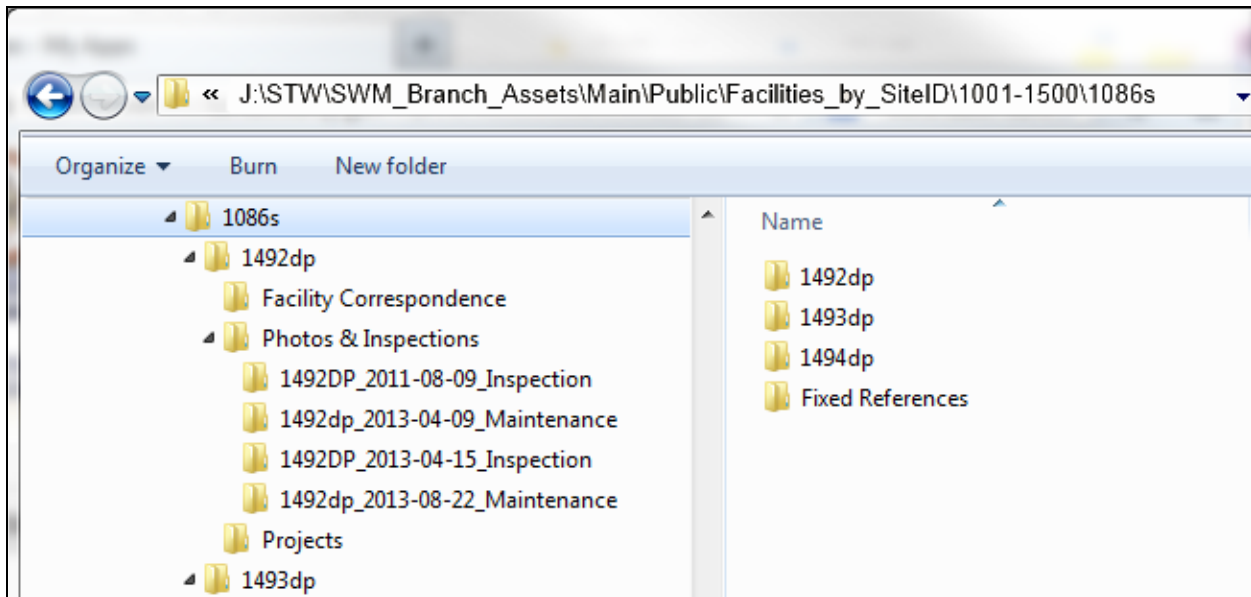 « J:\STW\SWM_Branch_Assets\Main\Public\Facilities_by_SiteID\1001-1500\1086s
Organize Burn New folder
1086s
1492dp
Facility Correspondence
Photos & Inspections
1492DP_2011-08-09_Inspection
1492dp_2013-04-09_Maintenance
1492DP_2013-04-15_Inspection
1492dp_2013-08-22_Maintenance
Projects
1493dp
Name
1492dp
1493dp
1494dp
Fixed References